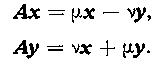 Ax = μx − νy,
Ay = νx + μy.